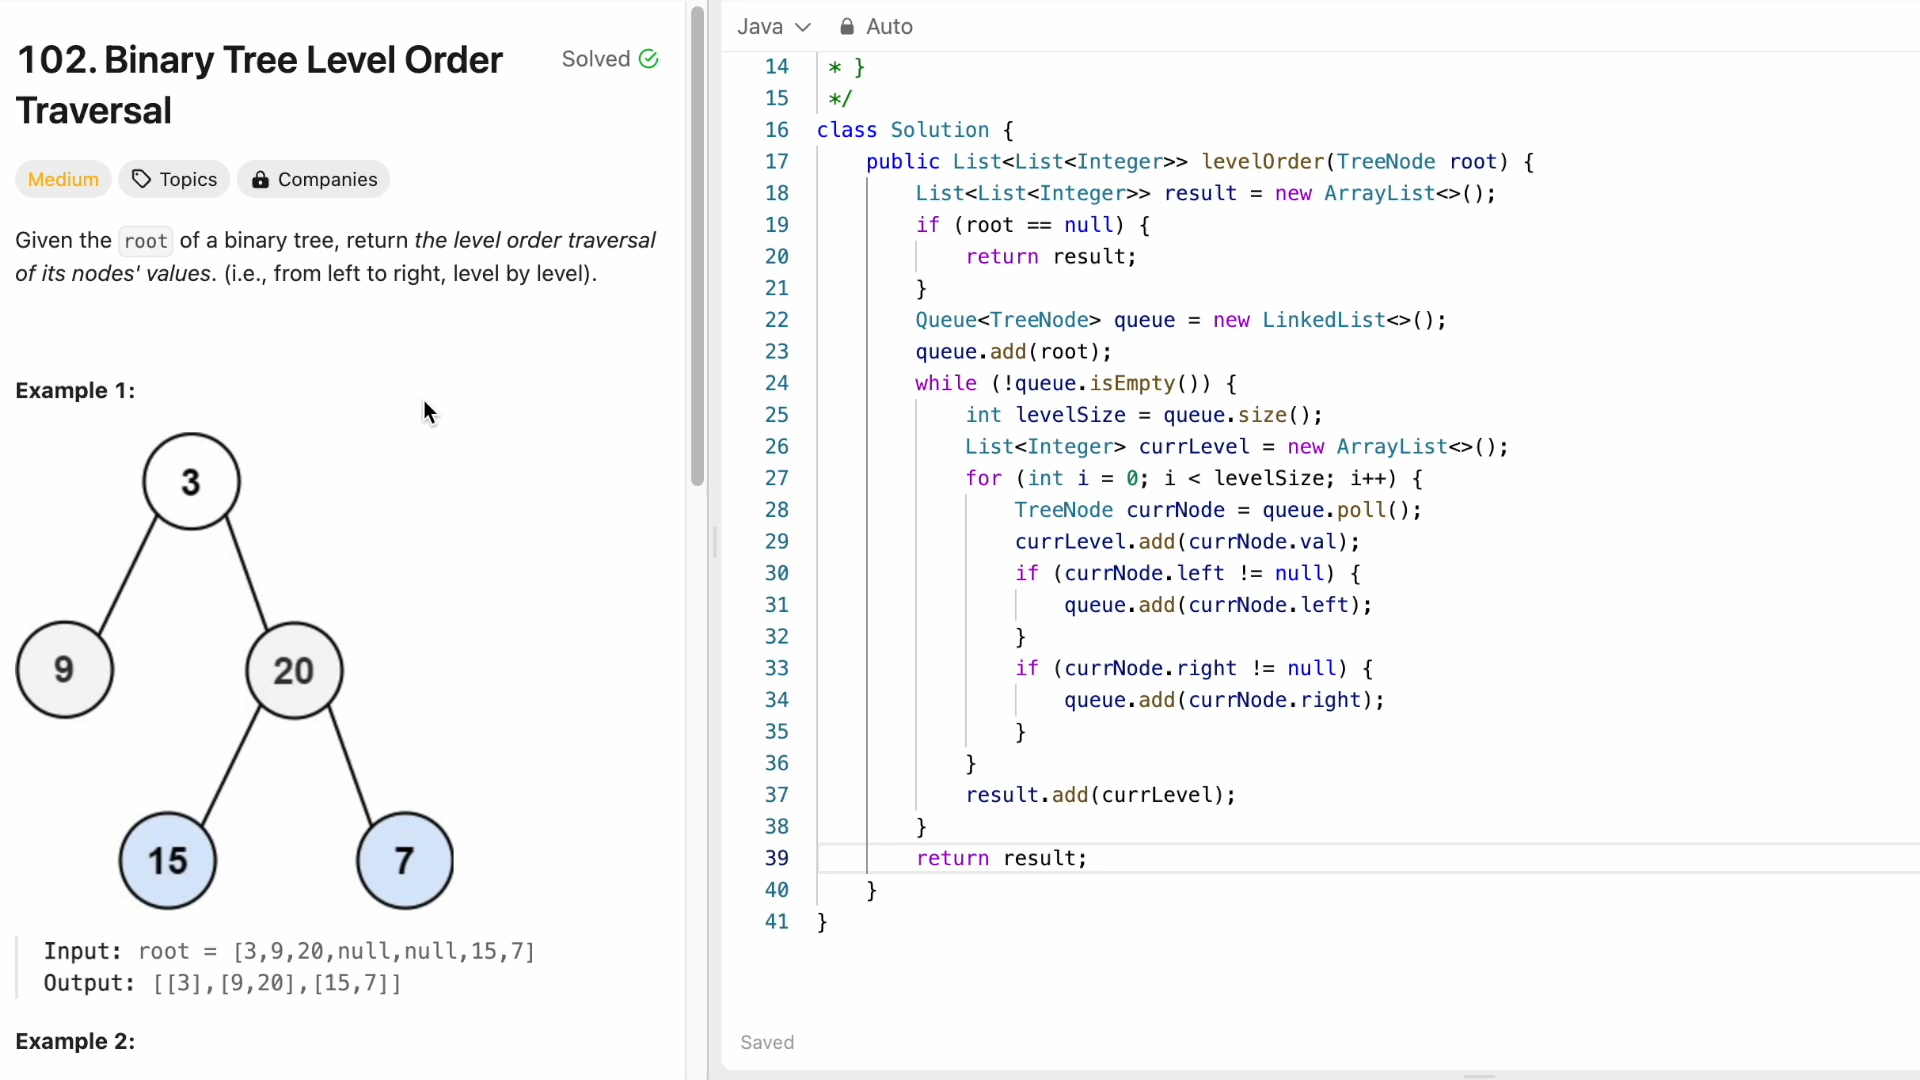 102. Binary Tree Level Order
Traversal
Solved
Medium
Topics
Companies
Given the root of a binary tree, return the level order traversal
of its nodes' values. (i.e., from left to right, level by level).
Example 1:
3
9
20
15
7
Input: root = [3,9,20,null,null,15,7]
Output: [[3],[9,20],[15,7]]
Example 2:
Java
Auto
14 * }
15 */
16 class Solution {
17 public List<List<Integer>> levelOrder(TreeNode root) {
18 List<List<Integer>> result = new ArrayList<>();
19 if (root == null) {
20 return result;
21 }
22 Queue<TreeNode> queue = new LinkedList<>();
23 queue.add(root);
24 while (!queue.isEmpty()) {
25 int levelSize = queue.size();
26 List<Integer> currLevel = new ArrayList<>();
27 for (int i = 0; i < levelSize; i++) {
28 TreeNode currNode = queue.poll();
29 currLevel.add(currNode.val);
30 if (currNode.left != null) {
31 queue.add(currNode.left);
32 }
33 if (currNode.right != null) {
34 queue.add(currNode.right);
35 }
36 }
37 result.add(currLevel);
38 }
39 return result;
40 }
41 }
Saved